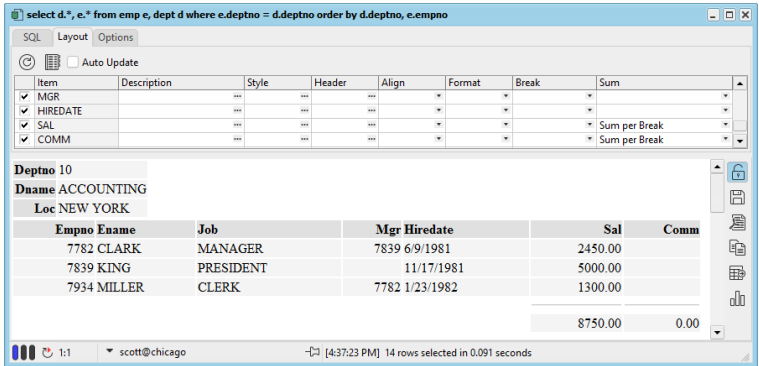 select d.*, e.* from emp e, dept d where e.deptno = d.deptno order by d.deptno, e.empno
SQL Layout Options
Auto Update
Item Description Style Header Align Format Break Sum
MGR
HIREDATE
SAL Sum per Break
COMM Sum per Break
Deptno 10
Dname ACCOUNTING
Loc NEW YORK
Empno Ename Job Mgr Hiredate Sal Comm
7782 CLARK MANAGER 7839 6/9/1981 2450.00
7839 KING PRESIDENT 11/17/1981 5000.00
7934 MILLER CLERK 7782 1/23/1982 1300.00
8750.00 0.00
1:1 scott@chicago [4:37:23 PM] 14 rows selected in 0.091 seconds